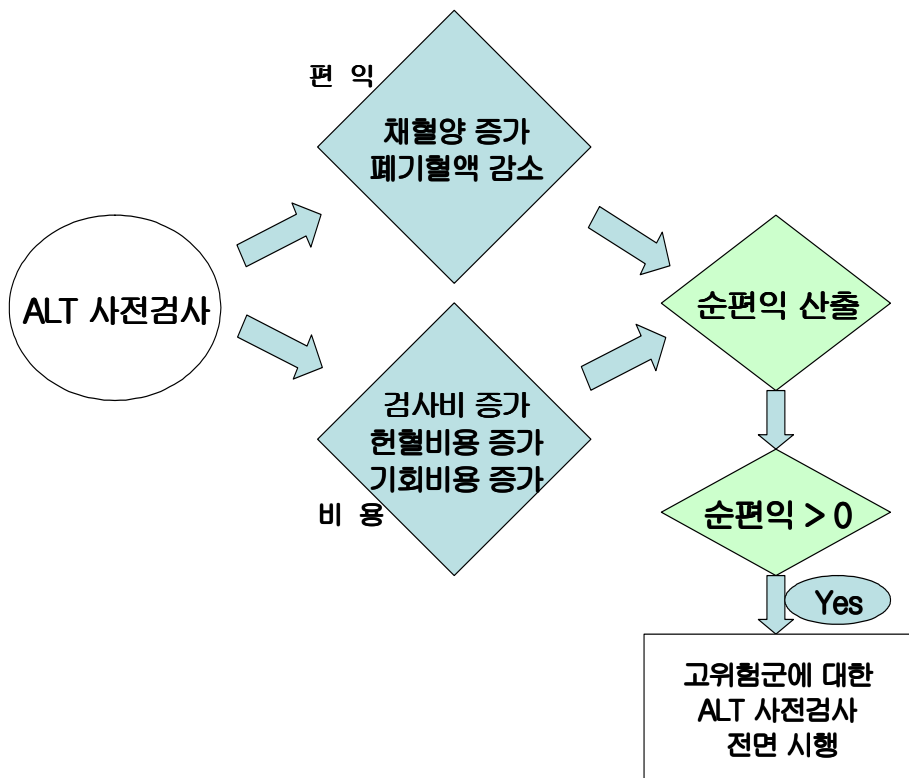 편 익
채혈양 증가
폐기혈액 감소
ALT 사전검사
검사비 증가
헌혈비용 증가
기회비용 증가
비 용
순편익 산출
순편익 > 0
Yes
고위험군에 대한
ALT 사전검사
전면 시행